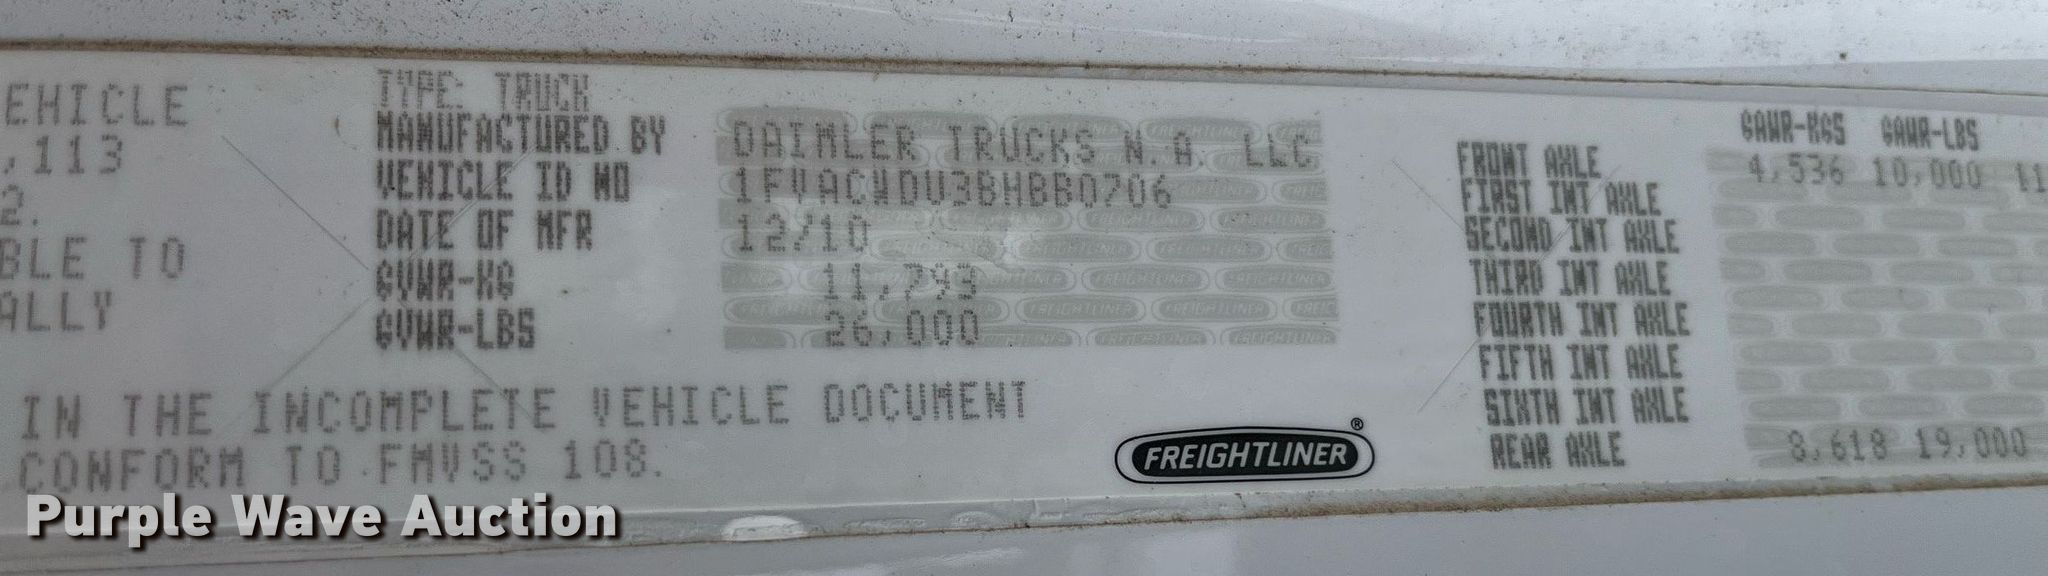 EHICLE
,113
2.
BLE TO
ALLY
IN THE INCOMPLETE VEHICLE DOCUMENT
CONFORM TO FMVSS 108.
TYPE: TRUCK
MANUFACTURED BY DAIMLER TRUCKS N.A. LLC
VEHICLE ID NO 1FVACWDU3BHBB0706
DATE OF MFR 12/10
GVWR-KG 11,793
GVWR-LBS 26,000
FREIGHTLINER®
GAWR-KGS GAWR-LBS
FRONT AXLE 4,536 10,000 11
FIRST INT AXLE
SECOND INT AXLE
THIRD INT AXLE
FOURTH INT AXLE
FIFTH INT AXLE
SIXTH INT AXLE
REAR AXLE 8,618 19,000
Purple Wave Auction